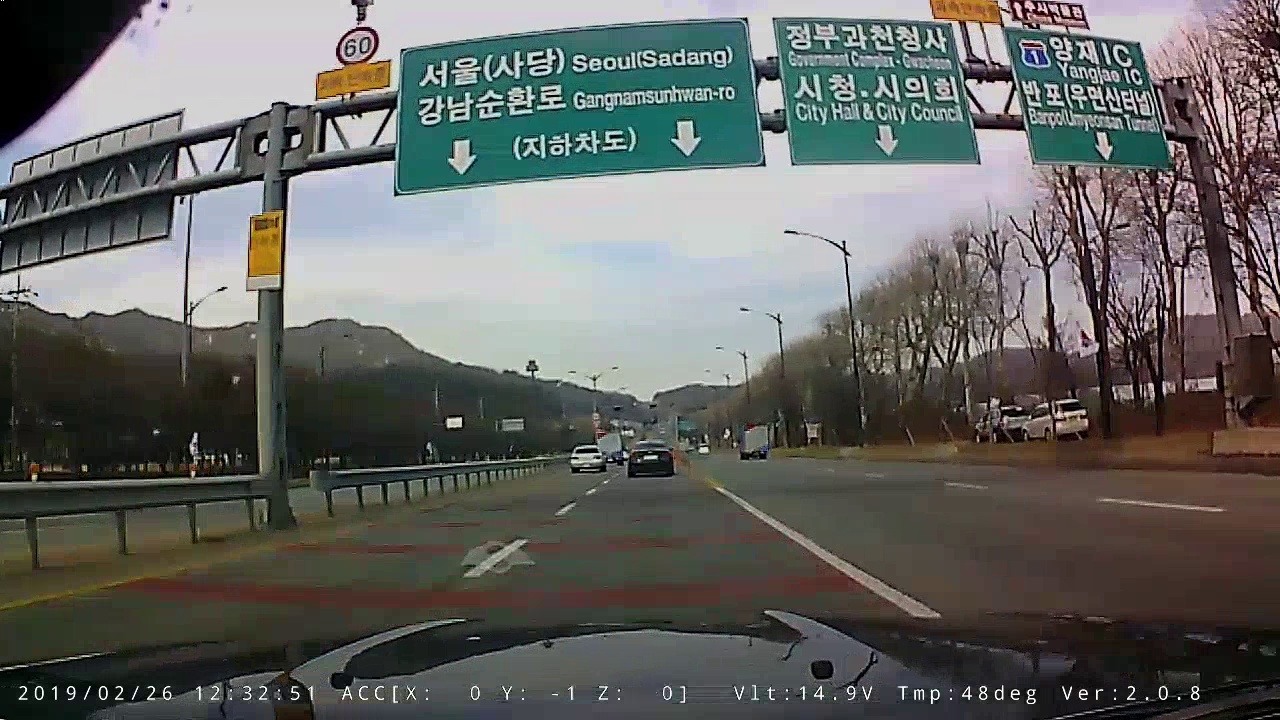 60
서울(사당) Seoul(Sadang)
강남순환로 Gangnamsunhwan-ro
(지하차도)
정부과천청사
Government Complex - Gwacheon
시청.시의회
City Hall & City Council
1 양재IC
Yangjae IC
반포(우면산터널)
Banpo(Umyeonsan Tunnel)
2019/02/26 12:32:51 ACC[X: 0 Y: -1 Z: 0] Vlt:14.9V Tmp:48deg Ver:2.0.8